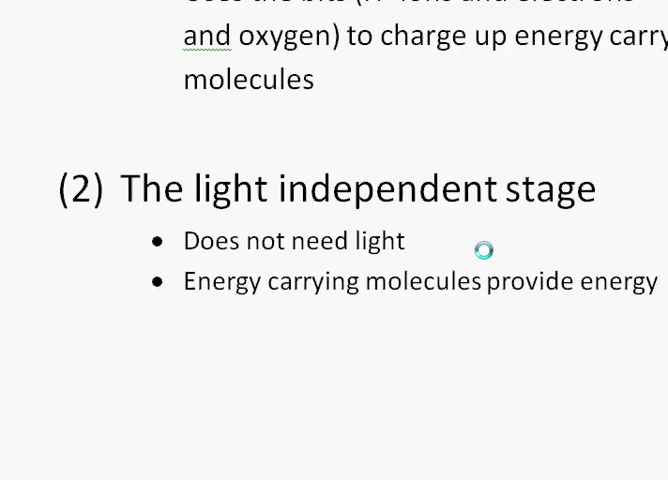 and oxygen) to charge up energy carry
molecules
(2) The light independent stage
• Does not need light
• Energy carrying molecules provide energy